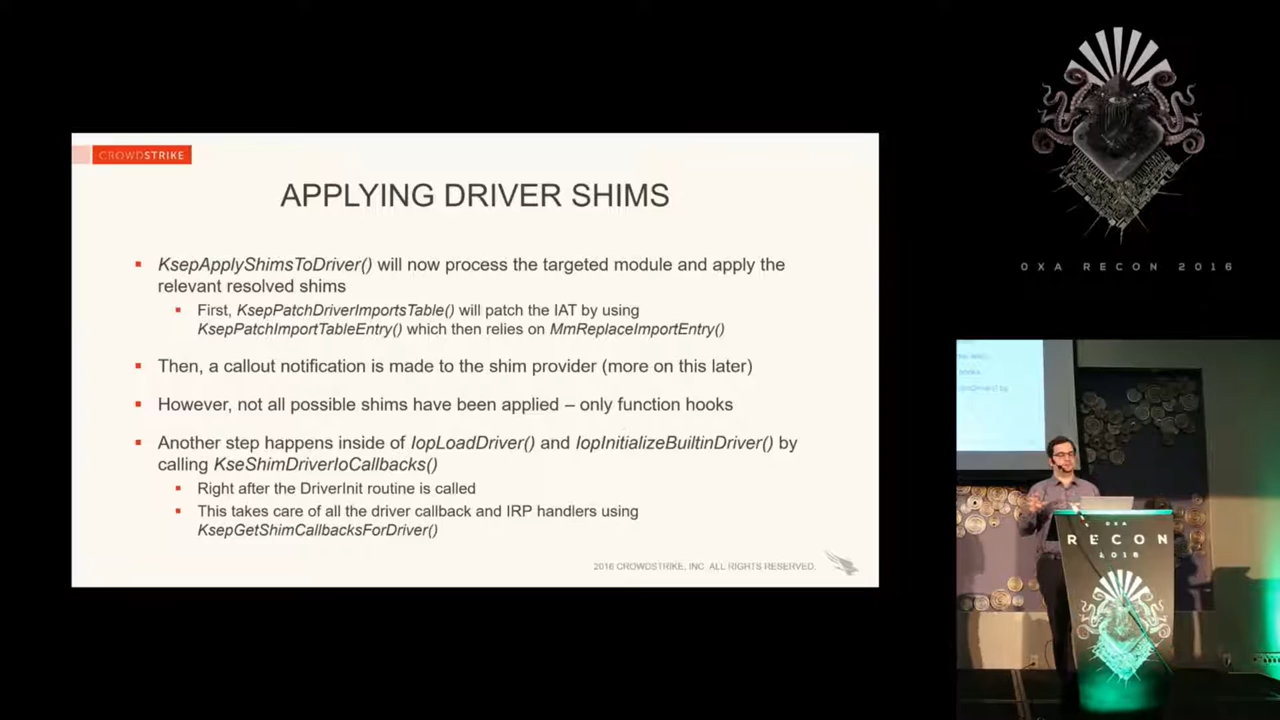 CROWDSTRIKE
APPLYING DRIVER SHIMS
KsepApplyShimsToDriver() will now process the targeted module and apply the
relevant resolved shims
First, KsepPatchDriverImportsTable() will patch the IAT by using
KsepPatchImportTableEntry() which then relies on MmReplaceImportEntry()
Then, a callout notification is made to the shim provider (more on this later)
However, not all possible shims have been applied – only function hooks
Another step happens inside of IopLoadDriver() and IopInitializeBuiltinDriver() by
calling KseShimDriverIoCallbacks()
Right after the DriverInit routine is called
This takes care of all the driver callback and IRP handlers using
KsepGetShimCallbacksForDriver()
2016 CROWDSTRIKE, INC. ALL RIGHTS RESERVED.
0XA RECON 2016
0XA
RECON
2016